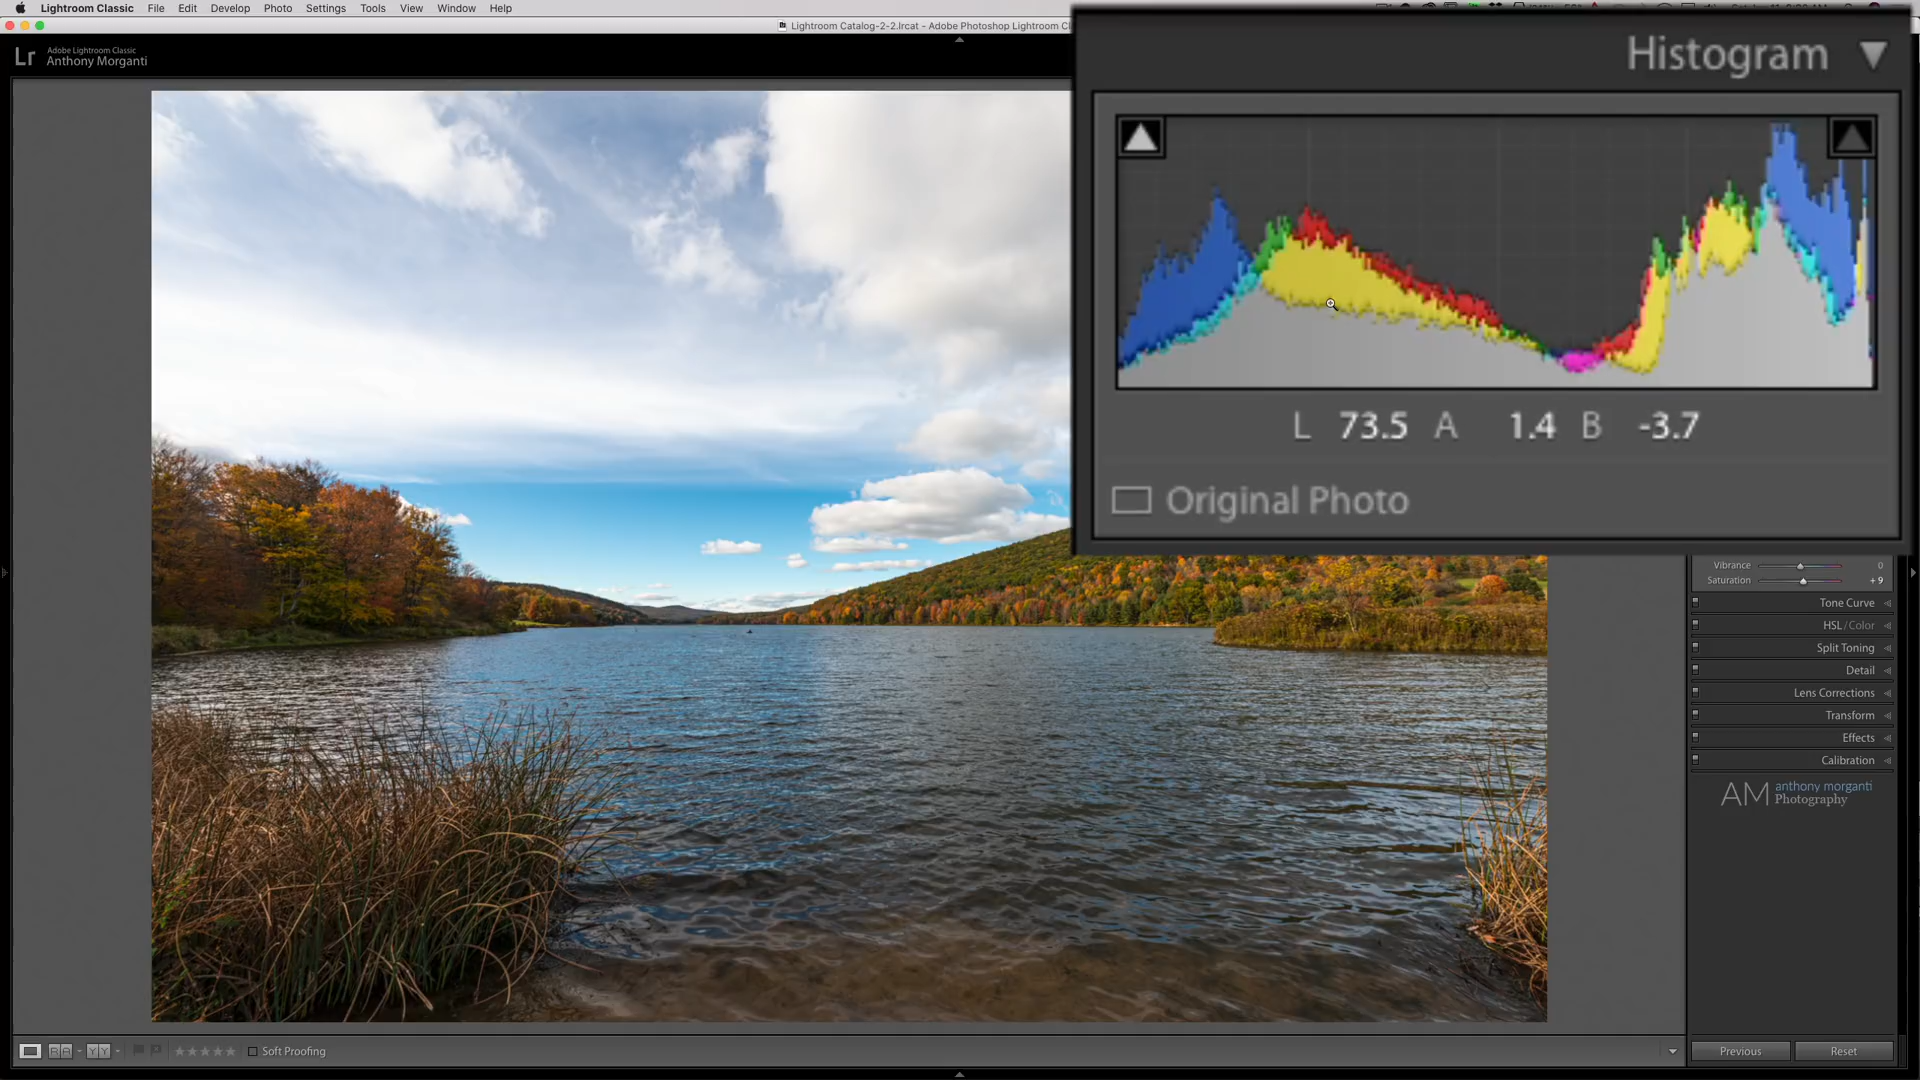 Lightroom Classic File Edit Develop Photo Settings Tools View Window Help
Lightroom Catalog-2-2.lrcat - Adobe Photoshop Lightroom
Lr
Adobe Lightroom Classic
Anthony Morganti
Histogram
L 73.5 A 1.4 B -3.7
Original Photo
Vibrance 0
Saturation + 9
Tone Curve
HSL / Color
Split Toning
Detail
Lens Corrections
Transform
Effects
Calibration
AM anthony morganti
Photography
RA YY Soft Proofing
Previous Reset